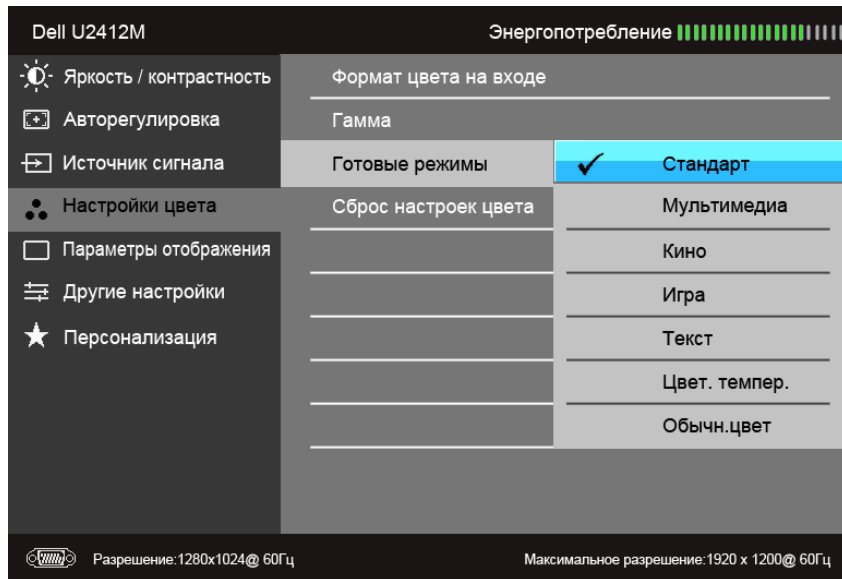 Dell U2412M
Энергопотребление
Яркость / контрастность
Авторегулировка
Источник сигнала
Настройки цвета
Параметры отображения
Другие настройки
Персонализация
Формат цвета на входе
Гамма
Готовые режимы
Сброс настроек цвета
Стандарт
Мультимедиа
Кино
Игра
Текст
Цвет. темпер.
Обычн.цвет
Разрешение:1280x1024@ 60Гц
Максимальное разрешение:1920 x 1200@ 60Гц